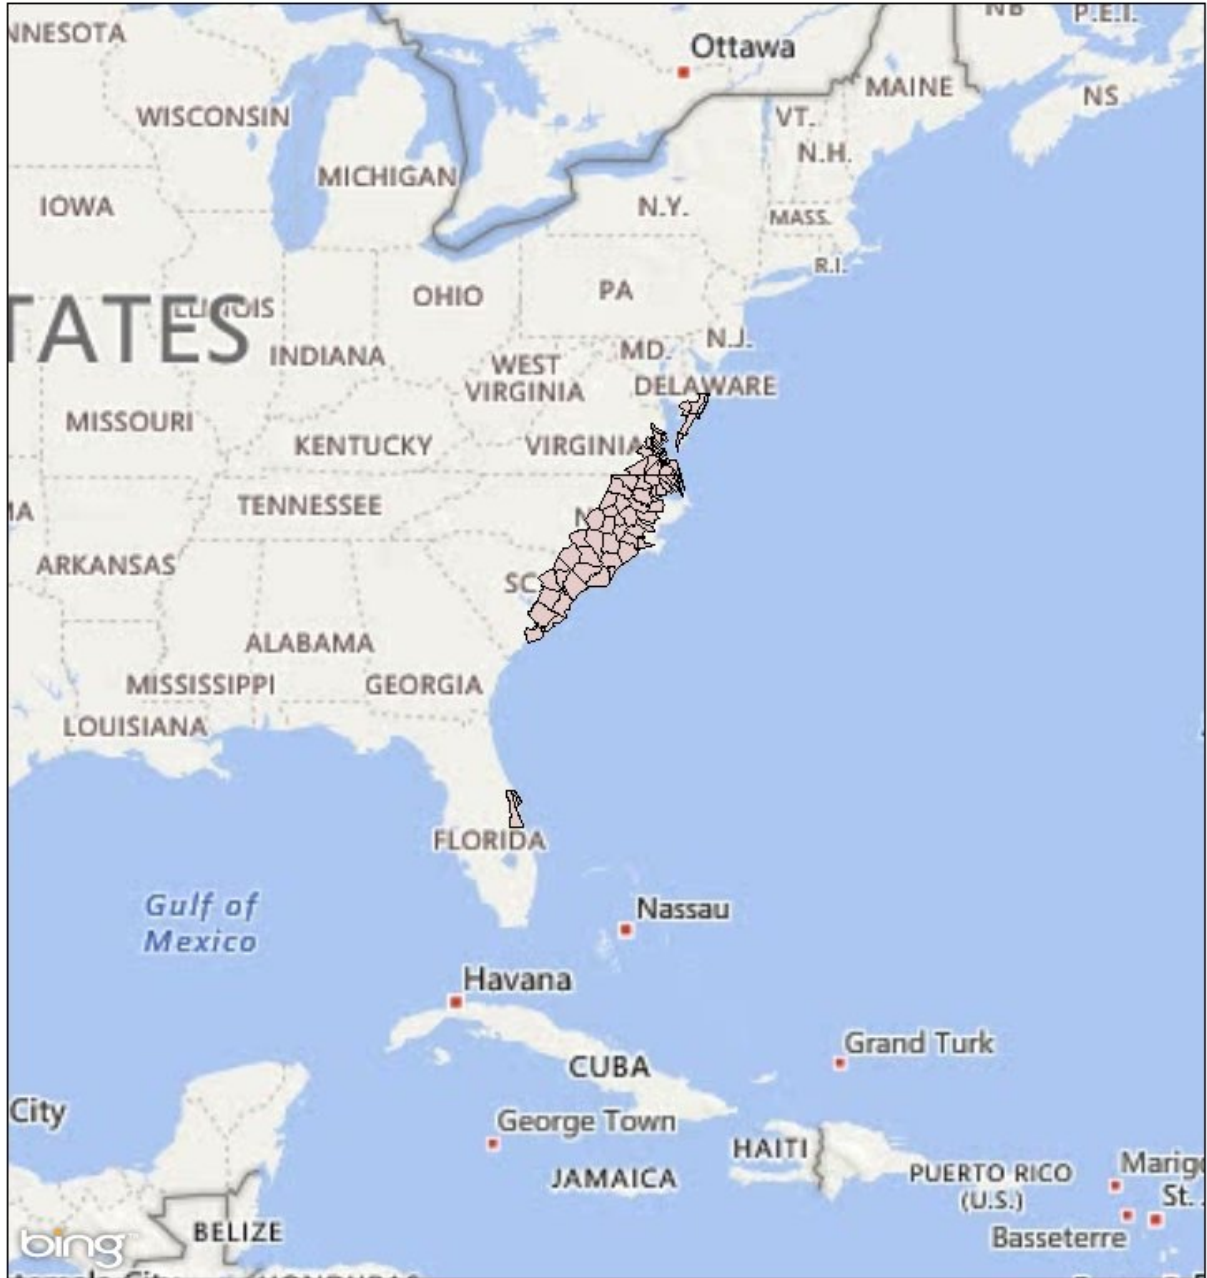 NNESOTA
Ottawa
NB
P.E.I.
MAINE
NS
WISCONSIN
VT.
N.H.
MICHIGAN
IOWA
N.Y.
MASS.
R.I.
OHIO
PA
TATES
ILLINOIS
INDIANA
N.J.
MD.
WEST
VIRGINIA
DELAWARE
MISSOURI
KENTUCKY
VIRGINIA
TENNESSEE
N
ARKANSAS
SC
ALABAMA
MISSISSIPPI
GEORGIA
LOUISIANA
FLORIDA
Gulf of
Mexico
Nassau
Havana
CUBA
Grand Turk
City
George Town
HAITI
JAMAICA
PUERTO RICO
(U.S.)
Marig
St.
Basseterre
BELIZE
bing